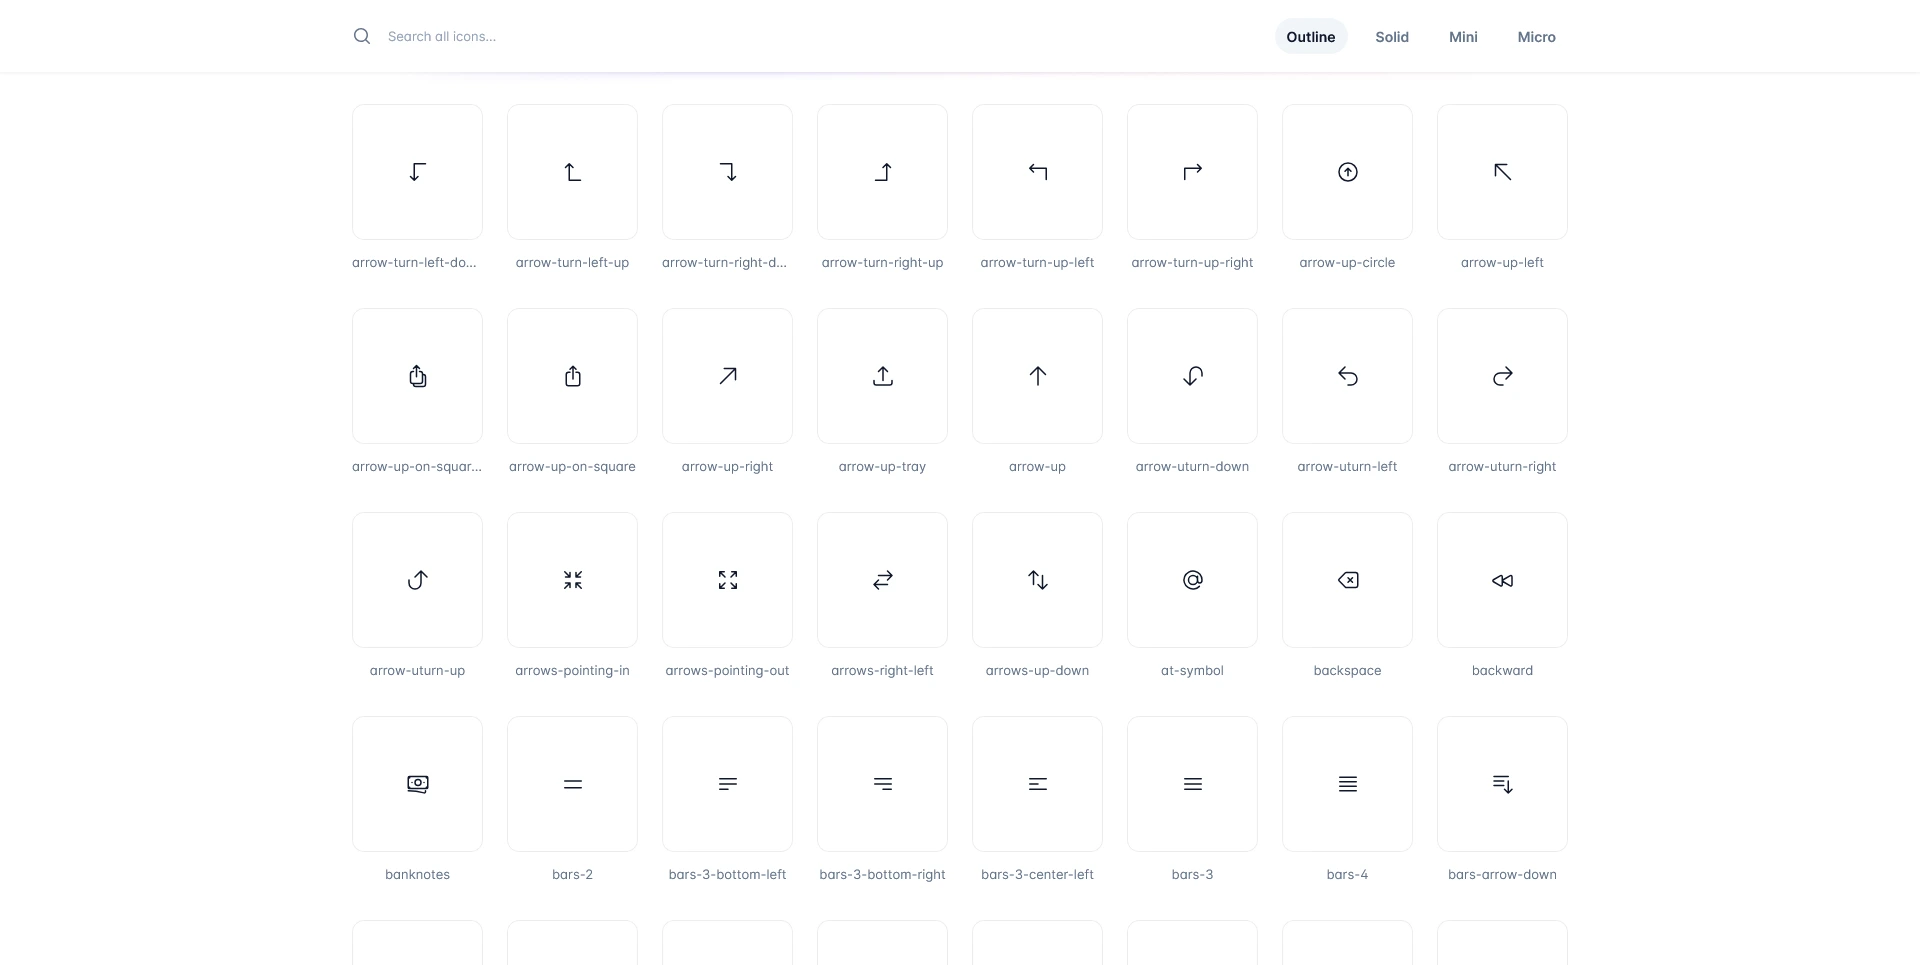 Search all icons...
Outline
Solid
Mini
Micro
arrow-turn-left-do...
arrow-turn-left-up
arrow-turn-right-d...
arrow-turn-right-up
arrow-turn-up-left
arrow-turn-up-right
arrow-up-circle
arrow-up-left
arrow-up-on-squar...
arrow-up-on-square
arrow-up-right
arrow-up-tray
arrow-up
arrow-uturn-down
arrow-uturn-left
arrow-uturn-right
arrow-uturn-up
arrows-pointing-in
arrows-pointing-out
arrows-right-left
arrows-up-down
at-symbol
backspace
backward
banknotes
bars-2
bars-3-bottom-left
bars-3-bottom-right
bars-3-center-left
bars-3
bars-4
bars-arrow-down